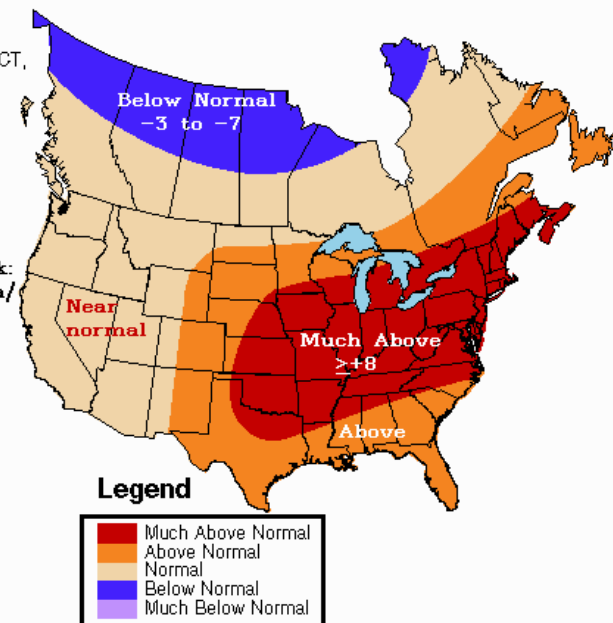 CT,
Below Normal
-3 to -7
k:
/
Near
normal
Much Above
≥+8
Above
Legend
Much Above Normal
Above Normal
Normal
Below Normal
Much Below Normal